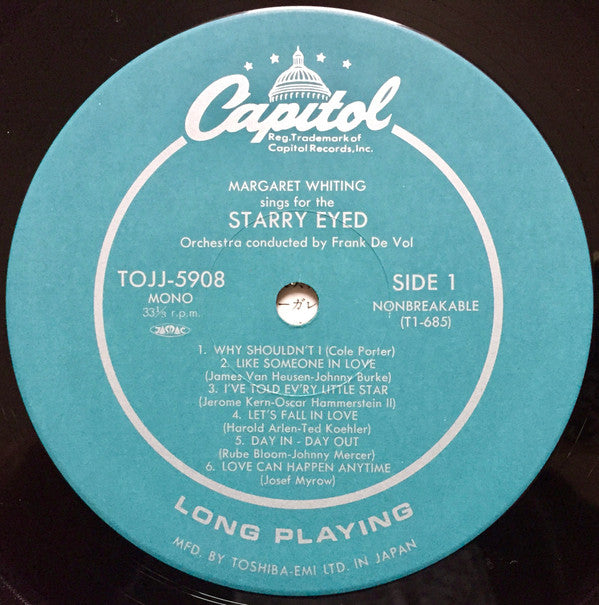 Capitol
Reg.Trademark of
Capitol Records, Inc.
MARGARET WHITING
sings for the
STARRY EYED
Orchestra conducted by Frank De Vol
TOJJ-5908
MONO
33⅓ r.p.m.
JASRAC
SIDE 1
NONBREAKABLE
(T1-685)
ーガレ
1. WHY SHOULDN'T I (Cole Porter)
2. LIKE SOMEONE IN LOVE
(James Van Heusen-Johnny Burke)
3. I'VE TOLD EV'RY LITTLE STAR
(Jerome Kern-Oscar Hammerstein II)
4. LET'S FALL IN LOVE
(Harold Arlen-Ted Koehler)
5. DAY IN - DAY OUT
(Rube Bloom-Johnny Mercer)
6. LOVE CAN HAPPEN ANYTIME
(Josef Myrow)
LONG PLAYING
MFD. BY TOSHIBA-EMI LTD. IN JAPAN